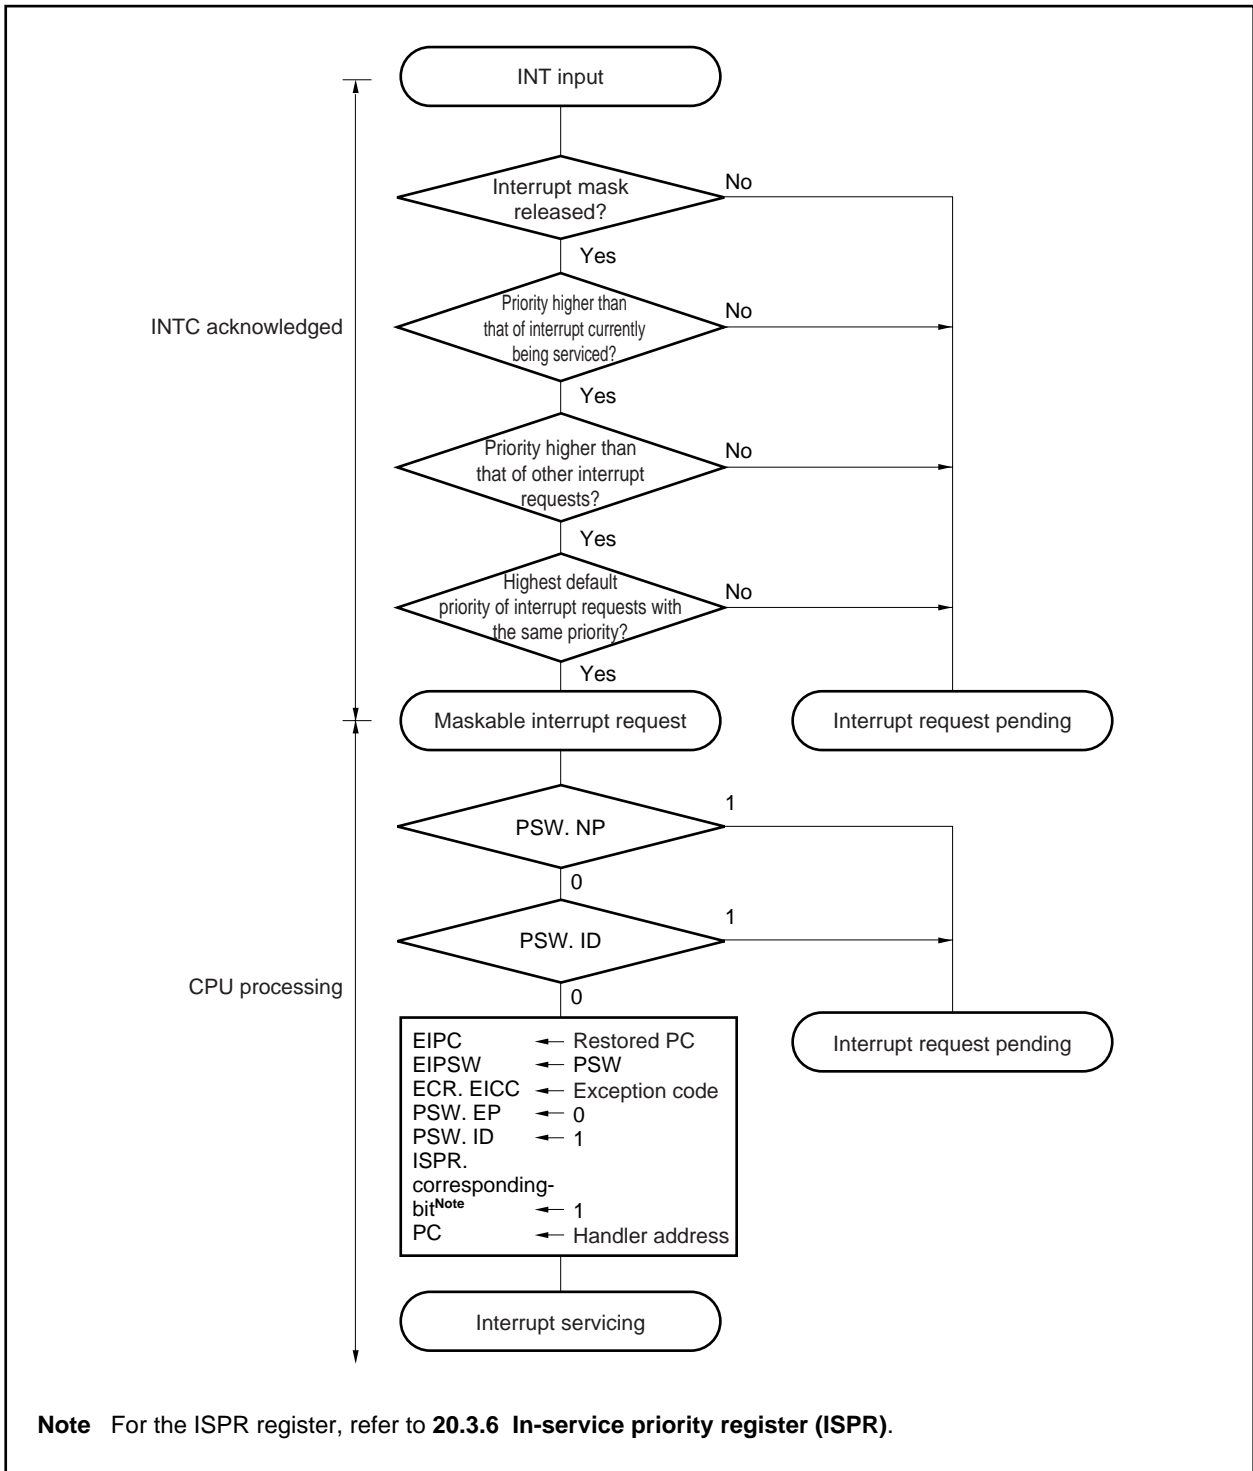 INT input
Interrupt mask
released?
No
Yes
INTC acknowledged
Priority higher than
that of interrupt currently
being serviced?
No
Yes
Priority higher than
that of other interrupt
requests?
No
Yes
Highest default
priority of interrupt requests with
the same priority?
No
Yes
Maskable interrupt request
Interrupt request pending
PSW. NP
1
0
PSW. ID
1
0
CPU processing
EIPC ← Restored PC
EIPSW ← PSW
ECR. EICC ← Exception code
PSW. EP ← 0
PSW. ID ← 1
ISPR.
corresponding-
bitNote ← 1
PC ← Handler address
Interrupt request pending
Interrupt servicing
Note For the ISPR register, refer to 20.3.6 In-service priority register (ISPR).